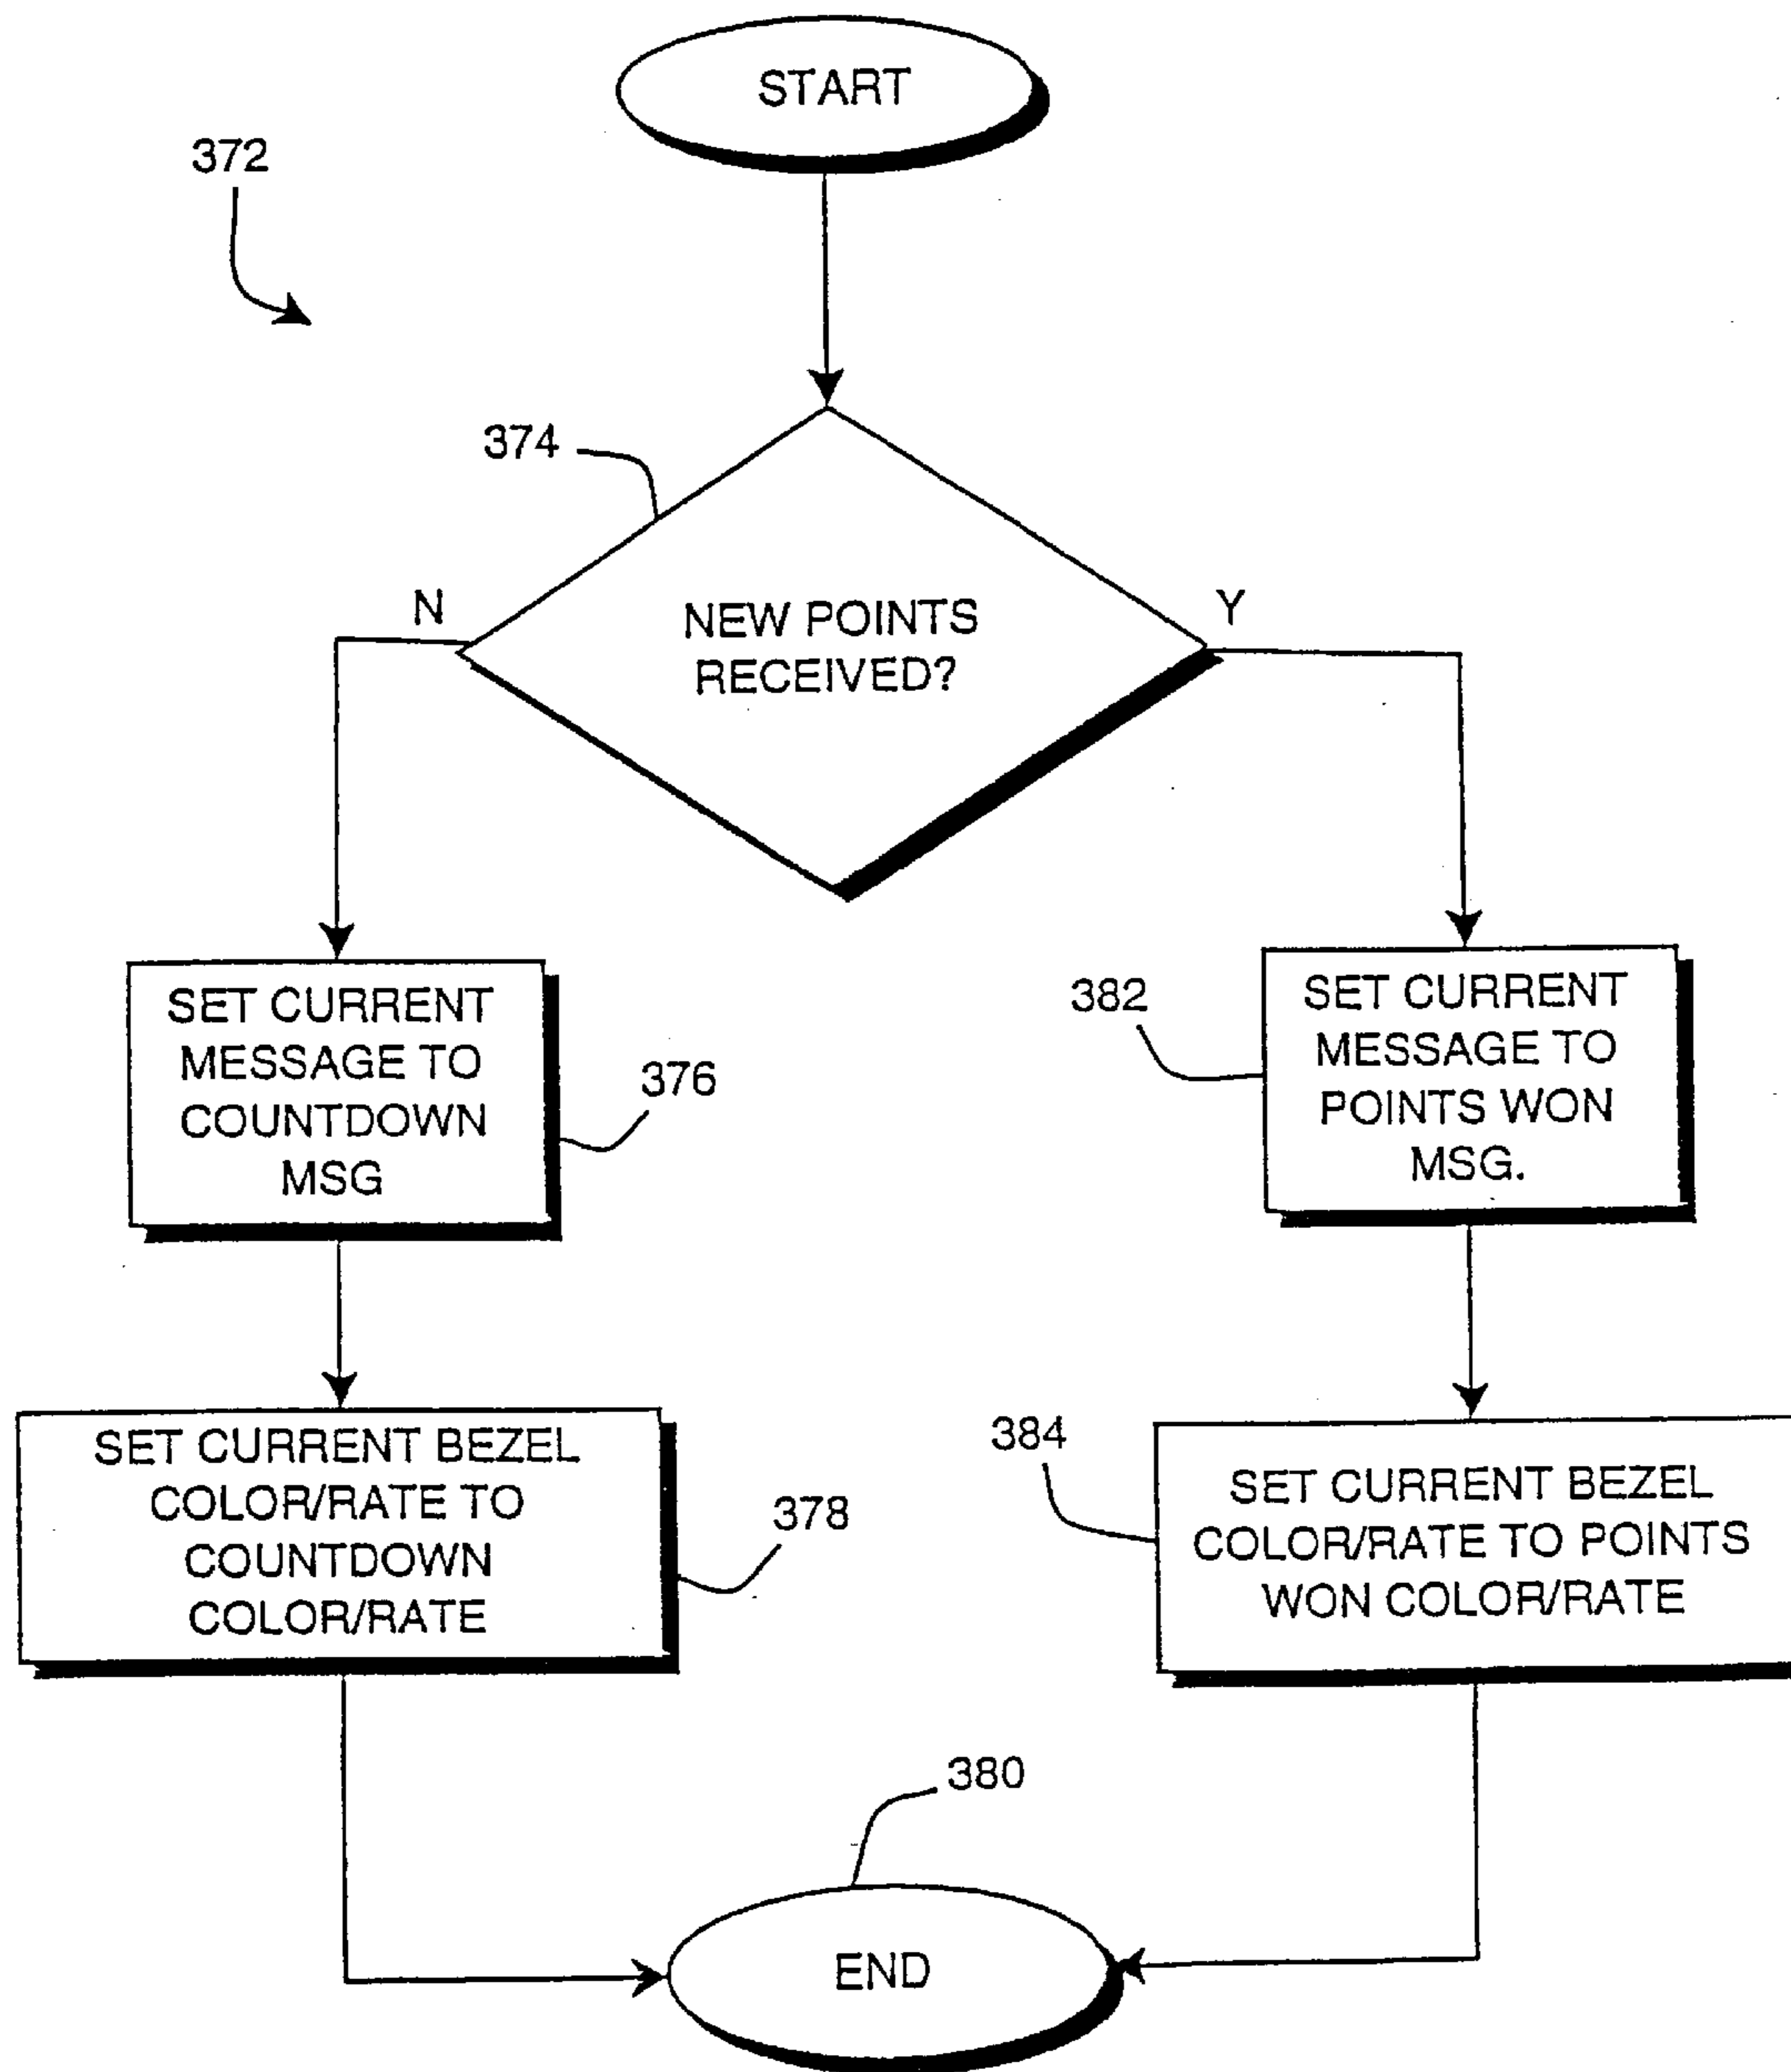 START
372
374
N
NEW POINTS
RECEIVED?
Y
SET CURRENT
MESSAGE TO
COUNTDOWN
MSG
376
382
SET CURRENT
MESSAGE TO
POINTS WON
MSG.
SET CURRENT BEZEL
COLOR/RATE TO
COUNTDOWN
COLOR/RATE
378
384
SET CURRENT BEZEL
COLOR/RATE TO POINTS
WON COLOR/RATE
380
END